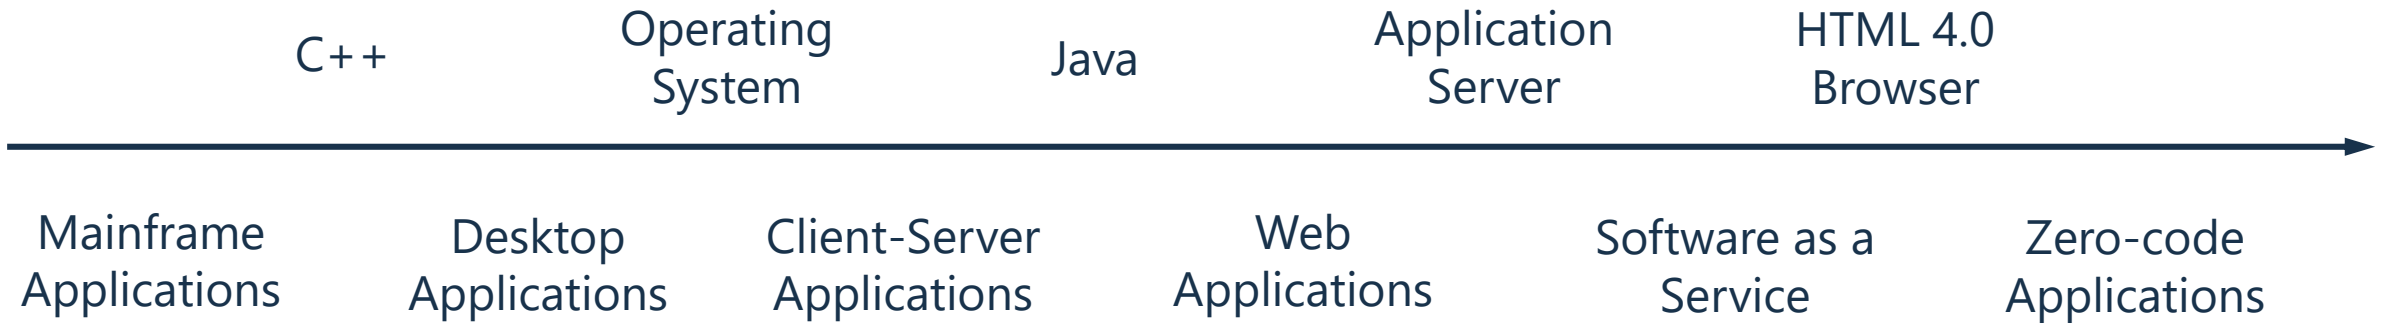 C++
Operating
System
Java
Application
Server
HTML 4.0
Browser
Mainframe
Applications
Desktop
Applications
Client-Server
Applications
Web
Applications
Software as a
Service
Zero-code
Applications